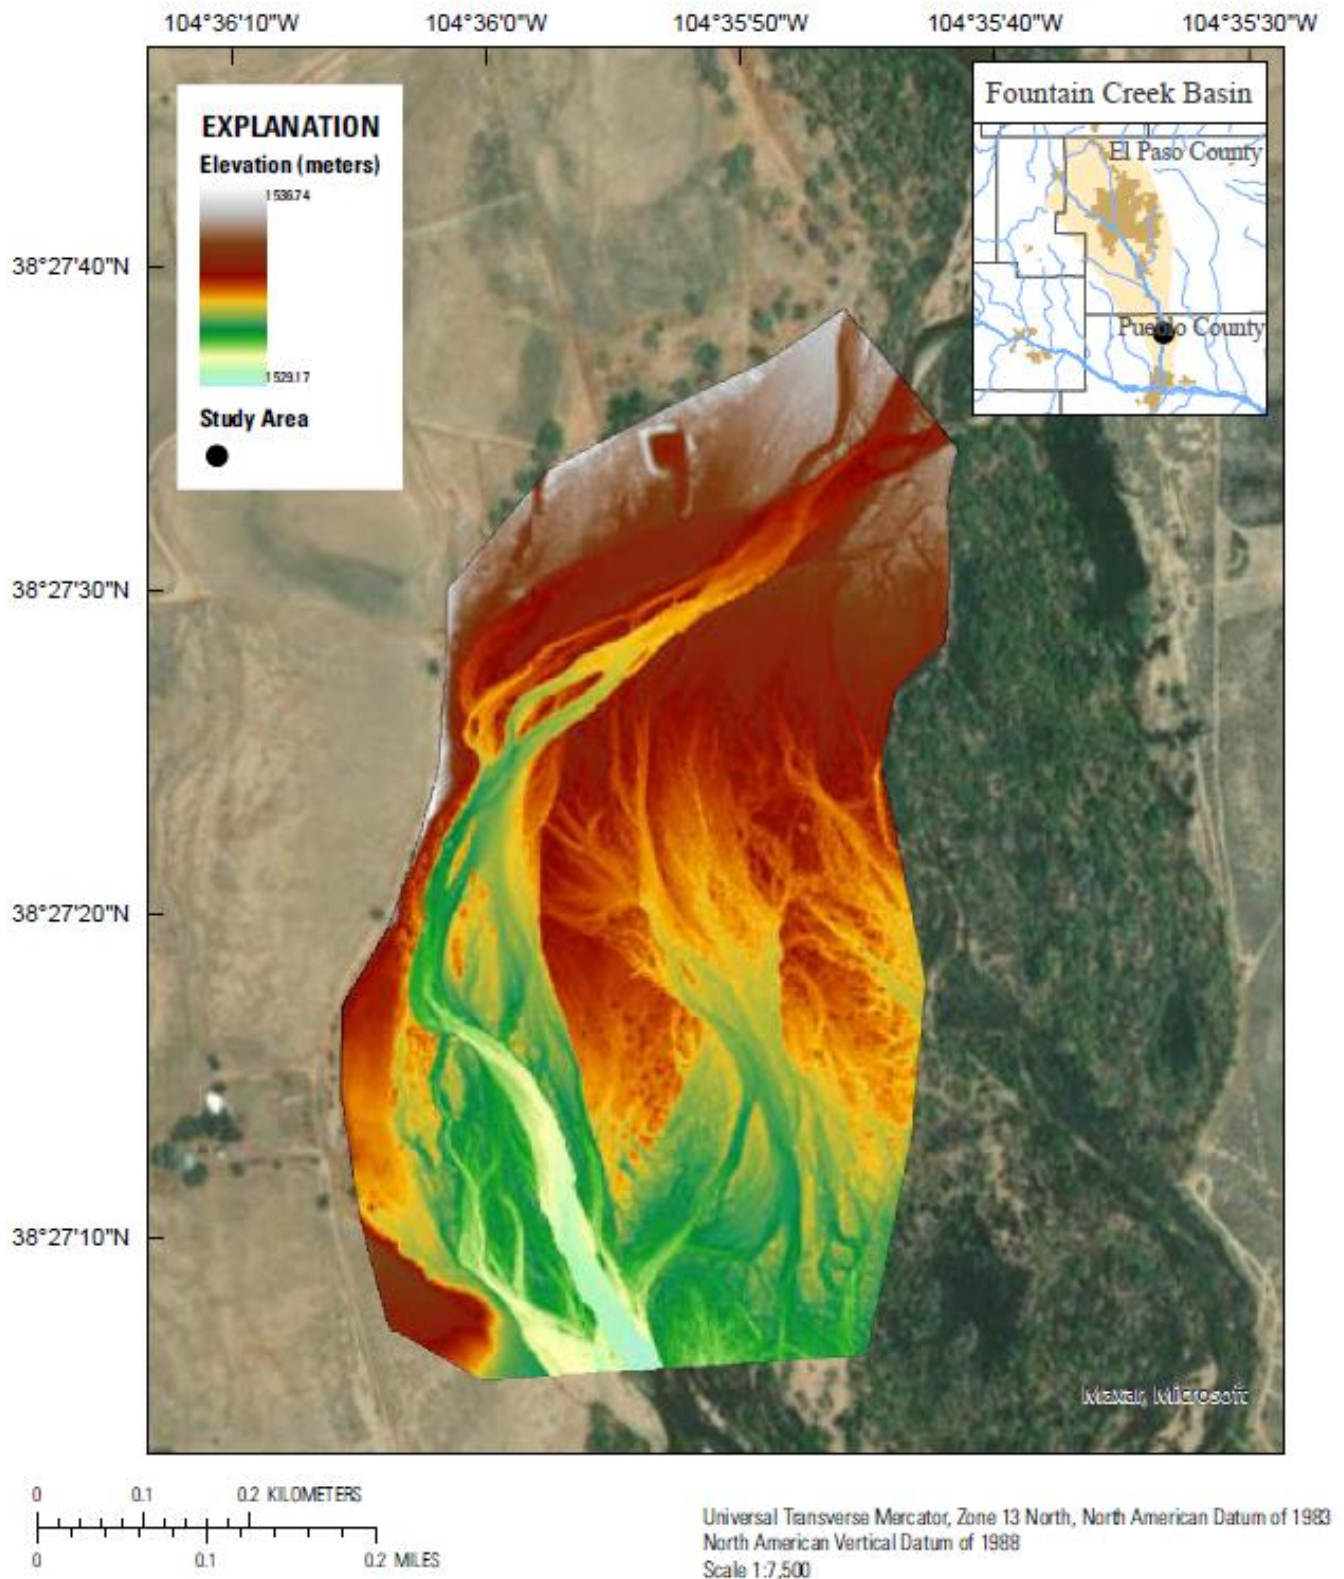 104°36'10"W 104°36'0"W 104°35'50"W 104°35'40"W 104°35'30"W
EXPLANATION
Elevation (meters)
1536.74
1529.17
Study Area
Fountain Creek Basin
El Paso County
Pueblo County
38°27'40"N
38°27'30"N
38°27'20"N
38°27'10"N
Maxar, Microsoft
0 0.1 0.2 KILOMETERS
0 0.1 0.2 MILES
Universal Transverse Mercator, Zone 13 North, North American Datum of 1983
North American Vertical Datum of 1988
Scale 1:7,500